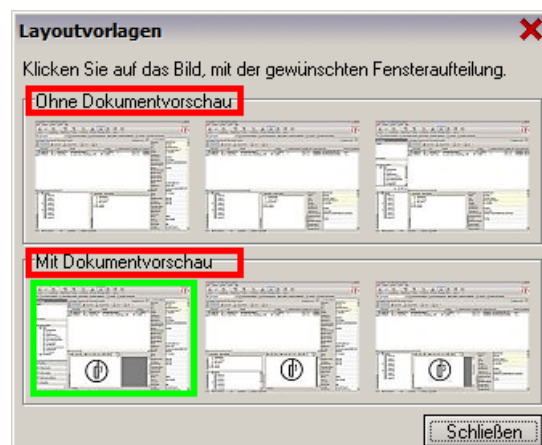 Layoutvorlagen
Klicken Sie auf das Bild, mit der gewünschten Fensteraufteilung.
Ohne Dokumentvorschau
Mit Dokumentvorschau
Schließen